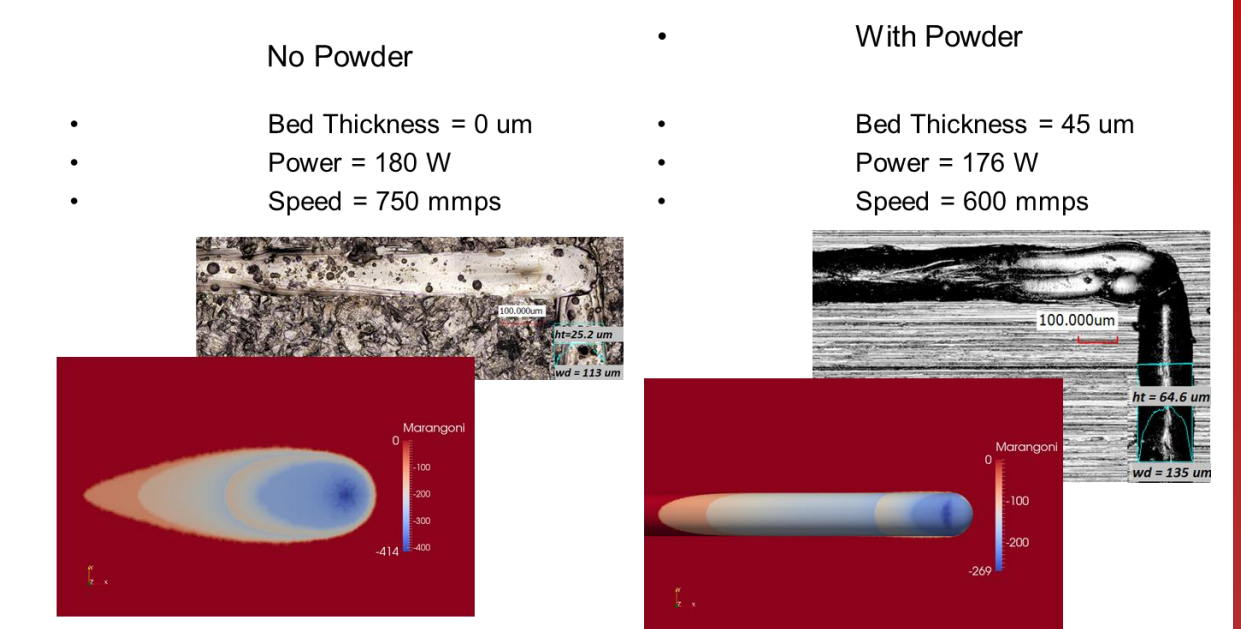 No Powder
• Bed Thickness = 0 um
• Power = 180 W
• Speed = 750 mmps
100.000um
ht=25.2 um
wd = 113 um
Marangoni
0
-100
-200
-300
-400
-414
Y
Z X
• With Powder
• Bed Thickness = 45 um
• Power = 176 W
• Speed = 600 mmps
100.000um
ht = 64.6 um
wd = 135 um
Marangoni
0
-100
-200
-269
Y
Z X